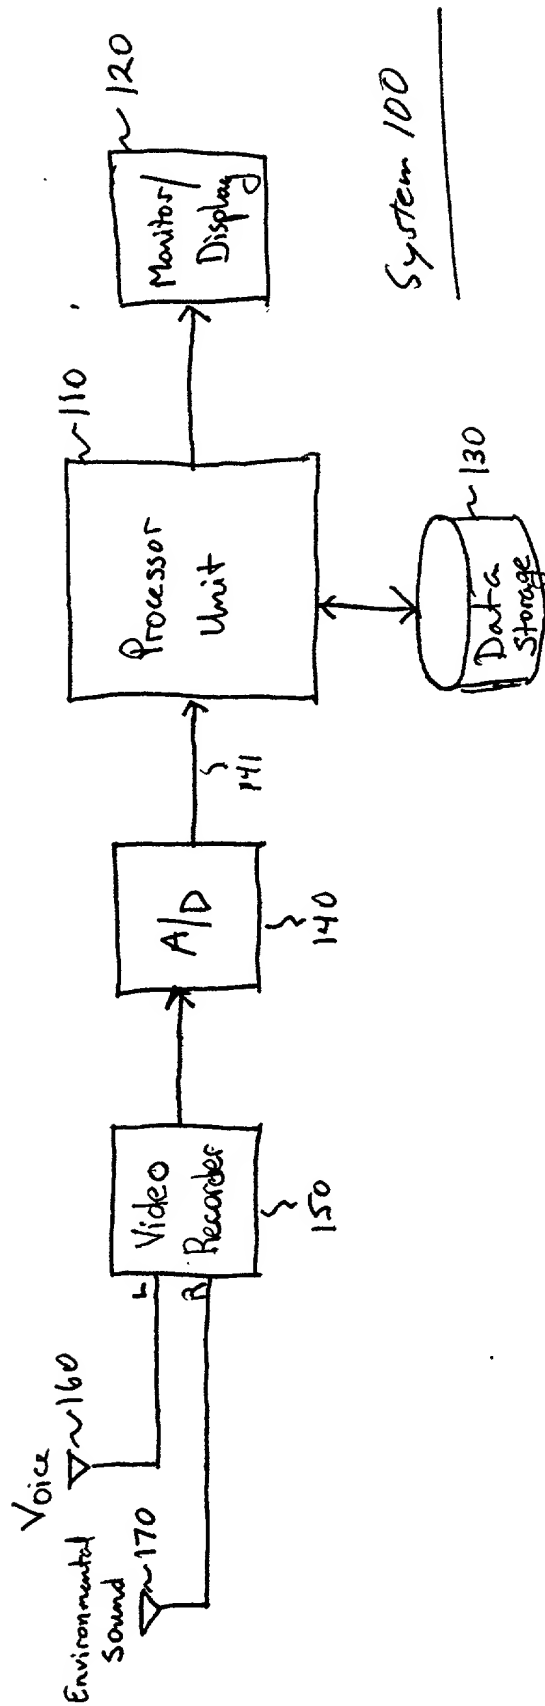 Voice
160
Environmental
Sound
170
L
R
Video
Recorder
150
A/D
140
141
Processor
Unit
110
Monitor/
Display
120
Data
Storage
130
System 100